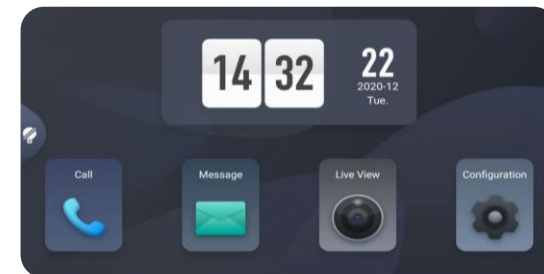 14 32
22
2020-12
Tue.
Call
Message
Live View
Configuration